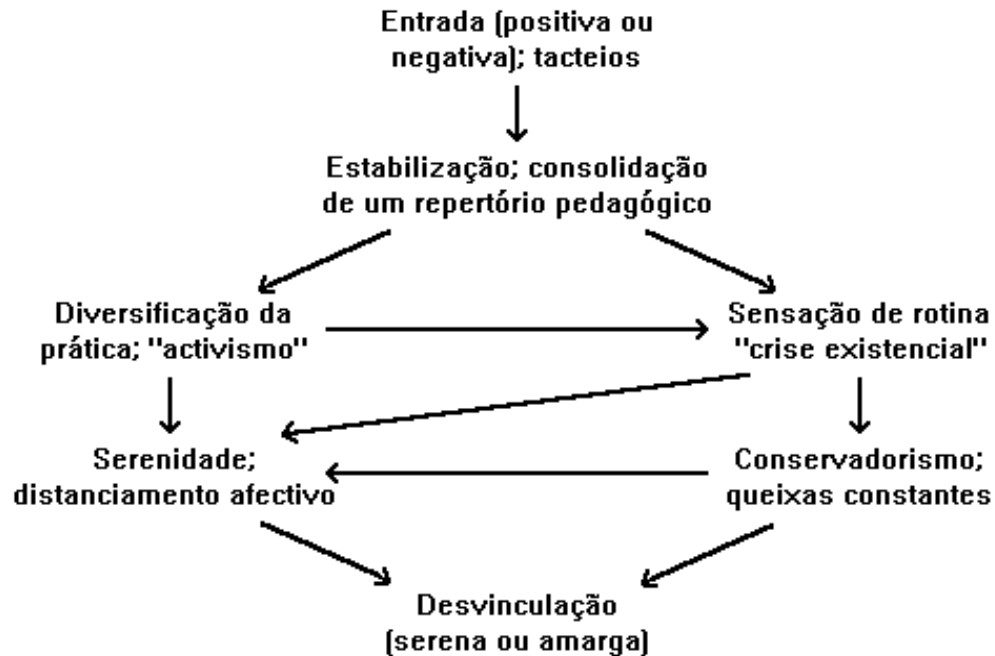 Entrada (positiva ou
negativa); tacteios
Estabilização; consolidação
de um repertório pedagógico
Diversificação da
prática; "activismo"
Sensação de rotina
"crise existencial"
Serenidade;
distanciamento afectivo
Conservadorismo;
queixas constantes
Desvinculação
(serena ou amarga)